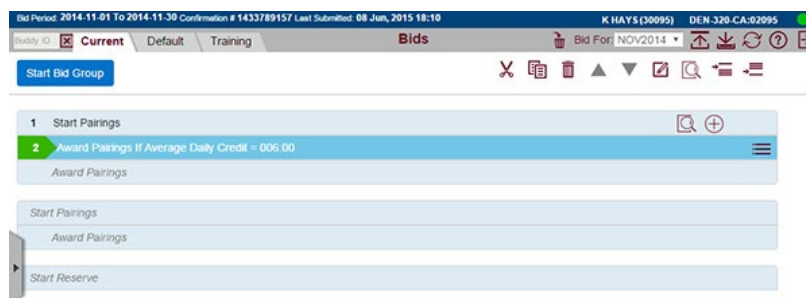 Bid Period: 2014-11-01 To 2014-11-30 Confirmation # 1433789157 Last Submitted: 08 Jun, 2015 18:10 K HAYS (30095) DEN-320-CA:02095
Buddy ID Current Default Training Bids Bid For: NOV2014
Start Bid Group
1 Start Pairings
2 Award Pairings If Average Daily Credit = 006:00
Award Pairings
Start Pairings
Award Pairings
Start Reserve